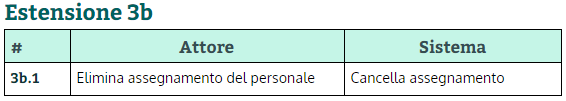 Estensione 3b
# Attore Sistema
3b.1 Elimina assegnamento del personale Cancella assegnamento